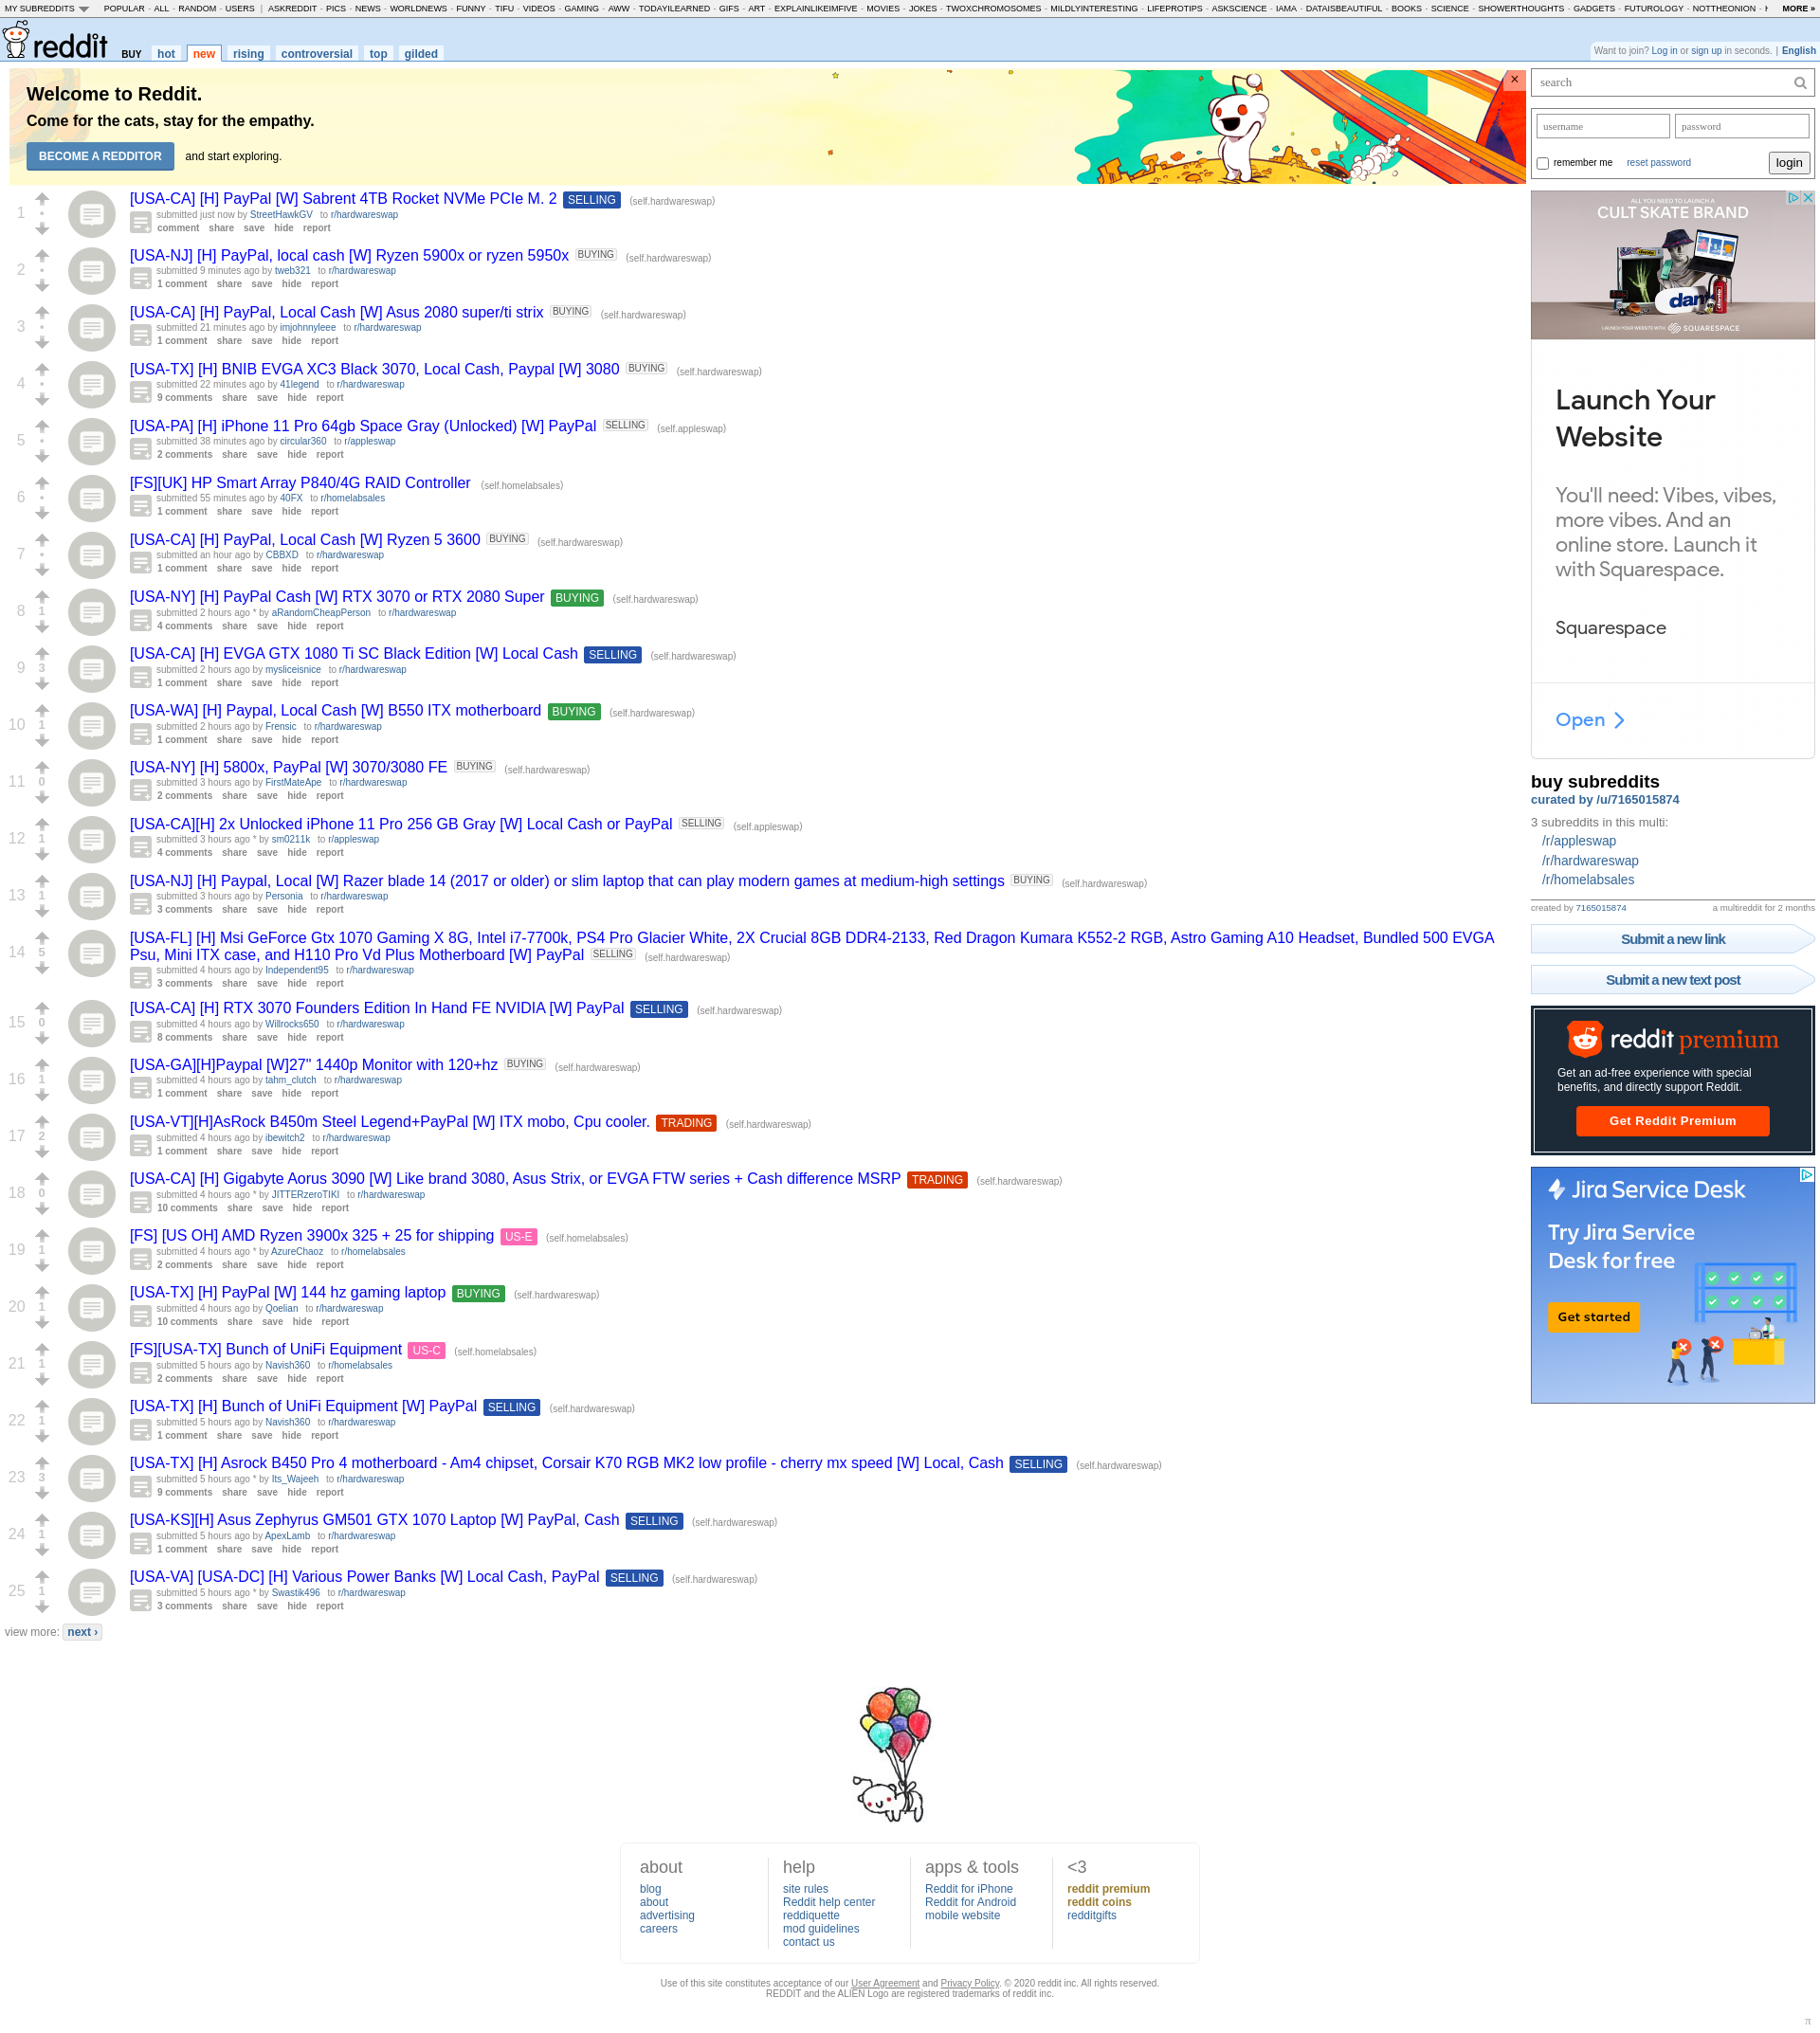 MY SUBREDDITS POPULAR - ALL - RANDOM - USERS | ASKREDDIT - PICS - NEWS - WORLDNEWS - FUNNY - TIFU - VIDEOS - GAMING - AWW - TODAYILEARNED - GIFS - ART - EXPLAINLIKEIMFIVE - MOVIES - JOKES - TWOXCHROMOSOMES - MILDLYINTERESTING - LIFEPROTIPS - ASKSCIENCE - IAMA - DATAISBEAUTIFUL - BOOKS - SCIENCE - SHOWERTHOUGHTS - GADGETS - FUTUROLOGY - NOTTHEONION - MORE »
reddit BUY hot new rising controversial top gilded
Want to join? Log in or sign up in seconds. | English
Welcome to Reddit.
Come for the cats, stay for the empathy.
BECOME A REDDITOR and start exploring.
×
1 [USA-CA] [H] PayPal [W] Sabrent 4TB Rocket NVMe PCIe M. 2 SELLING (self.hardwareswap)
submitted just now by StreetHawkGV to r/hardwareswap
comment share save hide report
2 [USA-NJ] [H] PayPal, local cash [W] Ryzen 5900x or ryzen 5950x BUYING (self.hardwareswap)
submitted 9 minutes ago by tweb321 to r/hardwareswap
1 comment share save hide report
3 [USA-CA] [H] PayPal, Local Cash [W] Asus 2080 super/ti strix BUYING (self.hardwareswap)
submitted 21 minutes ago by imjohnnyleee to r/hardwareswap
1 comment share save hide report
4 [USA-TX] [H] BNIB EVGA XC3 Black 3070, Local Cash, Paypal [W] 3080 BUYING (self.hardwareswap)
submitted 22 minutes ago by 41legend to r/hardwareswap
9 comments share save hide report
5 [USA-PA] [H] iPhone 11 Pro 64gb Space Gray (Unlocked) [W] PayPal SELLING (self.appleswap)
submitted 38 minutes ago by circular360 to r/appleswap
2 comments share save hide report
6 [FS][UK] HP Smart Array P840/4G RAID Controller (self.homelabsales)
submitted 55 minutes ago by 40FX to r/homelabsales
1 comment share save hide report
7 [USA-CA] [H] PayPal, Local Cash [W] Ryzen 5 3600 BUYING (self.hardwareswap)
submitted an hour ago by CBBXD to r/hardwareswap
1 comment share save hide report
8 1 [USA-NY] [H] PayPal Cash [W] RTX 3070 or RTX 2080 Super BUYING (self.hardwareswap)
submitted 2 hours ago * by aRandomCheapPerson to r/hardwareswap
4 comments share save hide report
9 3 [USA-CA] [H] EVGA GTX 1080 Ti SC Black Edition [W] Local Cash SELLING (self.hardwareswap)
submitted 2 hours ago by mysliceisnice to r/hardwareswap
1 comment share save hide report
10 1 [USA-WA] [H] Paypal, Local Cash [W] B550 ITX motherboard BUYING (self.hardwareswap)
submitted 2 hours ago by Frensic to r/hardwareswap
1 comment share save hide report
11 0 [USA-NY] [H] 5800x, PayPal [W] 3070/3080 FE BUYING (self.hardwareswap)
submitted 3 hours ago by FirstMateApe to r/hardwareswap
2 comments share save hide report
12 1 [USA-CA][H] 2x Unlocked iPhone 11 Pro 256 GB Gray [W] Local Cash or PayPal SELLING (self.appleswap)
submitted 3 hours ago * by sm0211k to r/appleswap
4 comments share save hide report
13 1 [USA-NJ] [H] Paypal, Local [W] Razer blade 14 (2017 or older) or slim laptop that can play modern games at medium-high settings BUYING (self.hardwareswap)
submitted 3 hours ago by Personia to r/hardwareswap
3 comments share save hide report
14 5 [USA-FL] [H] Msi GeForce Gtx 1070 Gaming X 8G, Intel i7-7700k, PS4 Pro Glacier White, 2X Crucial 8GB DDR4-2133, Red Dragon Kumara K552-2 RGB, Astro Gaming A10 Headset, Bundled 500 EVGA
Psu, Mini ITX case, and H110 Pro Vd Plus Motherboard [W] PayPal SELLING (self.hardwareswap)
submitted 4 hours ago by Independent95 to r/hardwareswap
3 comments share save hide report
15 0 [USA-CA] [H] RTX 3070 Founders Edition In Hand FE NVIDIA [W] PayPal SELLING (self.hardwareswap)
submitted 4 hours ago by Willrocks650 to r/hardwareswap
8 comments share save hide report
16 1 [USA-GA][H]Paypal [W]27" 1440p Monitor with 120+hz BUYING (self.hardwareswap)
submitted 4 hours ago by tahm_clutch to r/hardwareswap
1 comment share save hide report
17 2 [USA-VT][H]AsRock B450m Steel Legend+PayPal [W] ITX mobo, Cpu cooler. TRADING (self.hardwareswap)
submitted 4 hours ago by ibewitch2 to r/hardwareswap
1 comment share save hide report
18 0 [USA-CA] [H] Gigabyte Aorus 3090 [W] Like brand 3080, Asus Strix, or EVGA FTW series + Cash difference MSRP TRADING (self.hardwareswap)
submitted 4 hours ago * by JITTERzeroTIKI to r/hardwareswap
10 comments share save hide report
19 1 [FS] [US OH] AMD Ryzen 3900x 325 + 25 for shipping US-E (self.homelabsales)
submitted 4 hours ago * by AzureChaoz to r/homelabsales
2 comments share save hide report
20 1 [USA-TX] [H] PayPal [W] 144 hz gaming laptop BUYING (self.hardwareswap)
submitted 4 hours ago by Qoelian to r/hardwareswap
10 comments share save hide report
21 1 [FS][USA-TX] Bunch of UniFi Equipment US-C (self.homelabsales)
submitted 5 hours ago by Navish360 to r/homelabsales
2 comments share save hide report
22 1 [USA-TX] [H] Bunch of UniFi Equipment [W] PayPal SELLING (self.hardwareswap)
submitted 5 hours ago by Navish360 to r/hardwareswap
1 comment share save hide report
23 3 [USA-TX] [H] Asrock B450 Pro 4 motherboard - Am4 chipset, Corsair K70 RGB MK2 low profile - cherry mx speed [W] Local, Cash SELLING (self.hardwareswap)
submitted 5 hours ago * by Its_Wajeeh to r/hardwareswap
9 comments share save hide report
24 1 [USA-KS][H] Asus Zephyrus GM501 GTX 1070 Laptop [W] PayPal, Cash SELLING (self.hardwareswap)
submitted 5 hours ago by ApexLamb to r/hardwareswap
1 comment share save hide report
25 1 [USA-VA] [USA-DC] [H] Various Power Banks [W] Local Cash, PayPal SELLING (self.hardwareswap)
submitted 5 hours ago * by Swastik496 to r/hardwareswap
3 comments share save hide report
view more: next ›
search
username password
remember me reset password login
ALL YOU NEED TO LAUNCH A
CULT SKATE BRAND
dam
LAUNCH YOUR WEBSITE WITH SQUARESPACE
Launch Your
Website
You'll need: Vibes, vibes,
more vibes. And an
online store. Launch it
with Squarespace.
Squarespace
Open
buy subreddits
curated by /u/7165015874
3 subreddits in this multi:
/r/appleswap
/r/hardwareswap
/r/homelabsales
created by 7165015874 a multireddit for 2 months
Submit a new link
Submit a new text post
reddit premium
Get an ad-free experience with special
benefits, and directly support Reddit.
Get Reddit Premium
Jira Service Desk
Try Jira Service
Desk for free
Get started
about help apps & tools <3
blog site rules Reddit for iPhone reddit premium
about Reddit help center Reddit for Android reddit coins
advertising reddiquette mobile website redditgifts
careers mod guidelines
contact us
Use of this site constitutes acceptance of our User Agreement and Privacy Policy. © 2020 reddit inc. All rights reserved.
REDDIT and the ALIEN Logo are registered trademarks of reddit inc.
π